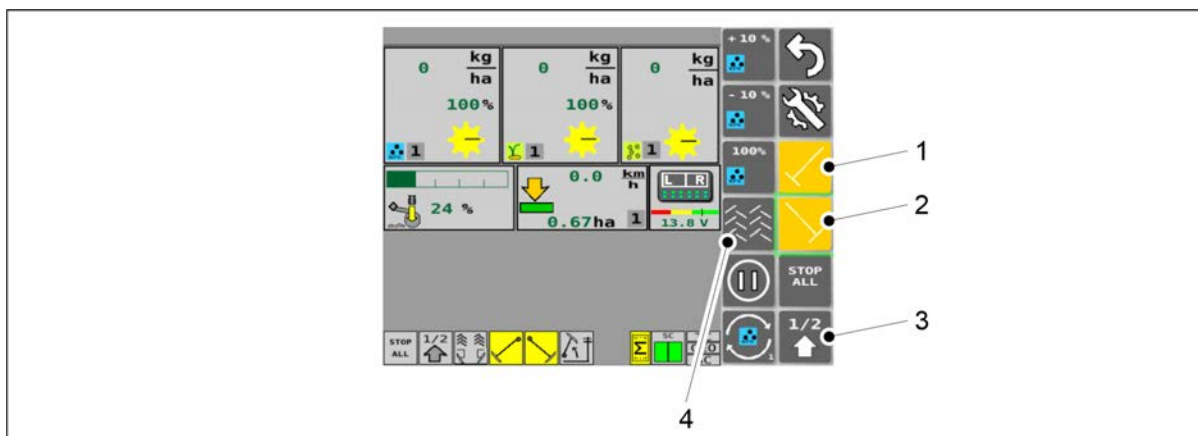 + 10 %
0 kg/ha
0 kg/ha
0 kg/ha
100%
100%
- 10 %
1
1
1
100%
1
L R
0.0 km/h
24 %
2
0.67ha 1
13.8 V
STOP ALL
1/2
3
STOP ALL
1/2
Σ
SC
1
4